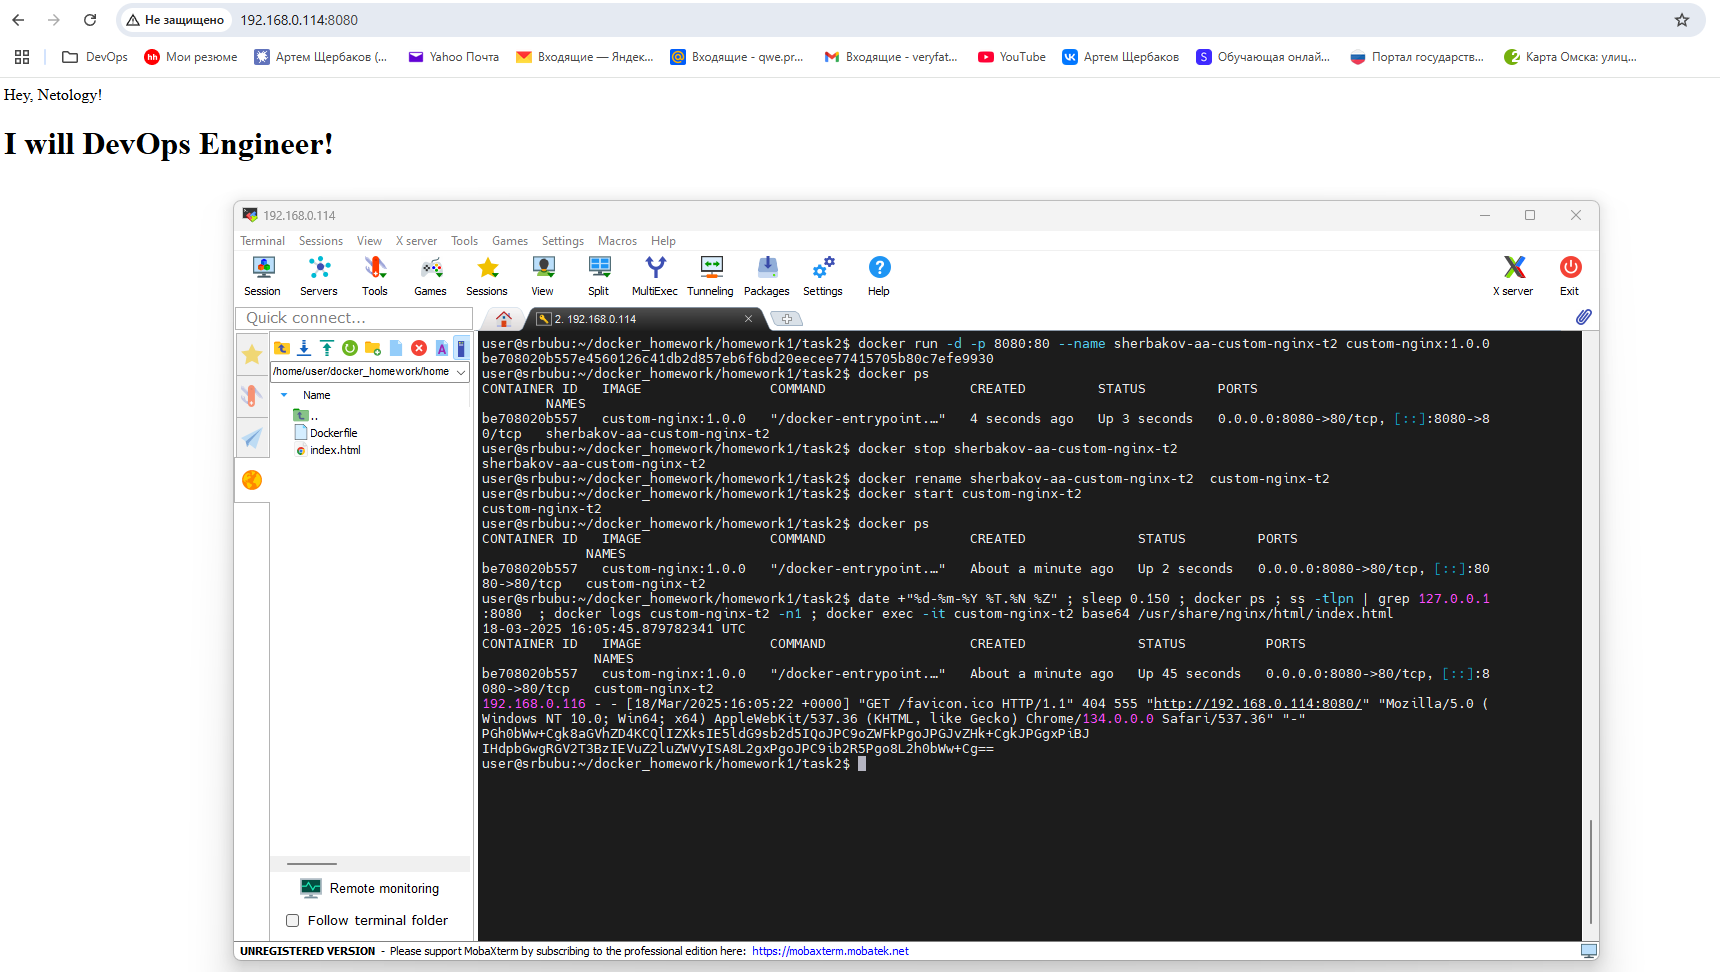 Не защищено 192.168.0.114:8080
DevOps Мои резюме Артем Щербаков (... Yahoo Почта Входящие — Яндек... Входящие - qwe.pr... Входящие - veryfat... YouTube Артем Щербаков Обучающая онлай... Портал государств... Карта Омска: улиц...
Hey, Netology!
I will DevOps Engineer!
192.168.0.114
Terminal Sessions View X server Tools Games Settings Macros Help
Session Servers Tools Games Sessions View Split MultiExec Tunneling Packages Settings Help X server Exit
Quick connect...
2. 192.168.0.114
/home/user/docker_homework/home
Name
..
Dockerfile
index.html
user@srbubu:~/docker_homework/homework1/task2$ docker run -d -p 8080:80 --name sherbakov-aa-custom-nginx-t2 custom-nginx:1.0.0
be708020b557e4560126c41db2d857eb6f6bd20eecee77415705b80c7efe9930
user@srbubu:~/docker_homework/homework1/task2$ docker ps
CONTAINER ID IMAGE COMMAND CREATED STATUS PORTS
NAMES
be708020b557 custom-nginx:1.0.0 "/docker-entrypoint.…" 4 seconds ago Up 3 seconds 0.0.0.0:8080->80/tcp, [::]:8080->8
0/tcp sherbakov-aa-custom-nginx-t2
user@srbubu:~/docker_homework/homework1/task2$ docker stop sherbakov-aa-custom-nginx-t2
sherbakov-aa-custom-nginx-t2
user@srbubu:~/docker_homework/homework1/task2$ docker rename sherbakov-aa-custom-nginx-t2  custom-nginx-t2
user@srbubu:~/docker_homework/homework1/task2$ docker start custom-nginx-t2
custom-nginx-t2
user@srbubu:~/docker_homework/homework1/task2$ docker ps
CONTAINER ID IMAGE COMMAND CREATED STATUS PORTS
NAMES
be708020b557 custom-nginx:1.0.0 "/docker-entrypoint.…" About a minute ago Up 2 seconds 0.0.0.0:8080->80/tcp, [::]:80
80->80/tcp custom-nginx-t2
user@srbubu:~/docker_homework/homework1/task2$ date +"%d-%m-%Y %T.%N %Z" ; sleep 0.150 ; docker ps ; ss -tlpn | grep 127.0.0.1
:8080  ; docker logs custom-nginx-t2 -n1 ; docker exec -it custom-nginx-t2 base64 /usr/share/nginx/html/index.html
18-03-2025 16:05:45.879782341 UTC
CONTAINER ID IMAGE COMMAND CREATED STATUS PORTS
NAMES
be708020b557 custom-nginx:1.0.0 "/docker-entrypoint.…" About a minute ago Up 45 seconds 0.0.0.0:8080->80/tcp, [::]:8
080->80/tcp custom-nginx-t2
192.168.0.116 - - [18/Mar/2025:16:05:22 +0000] "GET /favicon.ico HTTP/1.1" 404 555 "http://192.168.0.114:8080/" "Mozilla/5.0 (
Windows NT 10.0; Win64; x64) AppleWebKit/537.36 (KHTML, like Gecko) Chrome/134.0.0.0 Safari/537.36" "-"
PGh0bWw+Cgk8aGVhZD4KCQlIZXksIE5ldG9sb2d5IQoJPC9oZWFkPgoJPGJvZHk+CgkJPGgxPiBJ
IHdpbGwgRGV2T3BzIEVuZ2luZWVyISA8L2gxPgoJPC9ib2R5Pgo8L2h0bWw+Cg==
user@srbubu:~/docker_homework/homework1/task2$
Remote monitoring
Follow terminal folder
UNREGISTERED VERSION - Please support MobaXterm by subscribing to the professional edition here: https://mobaxterm.mobatek.net